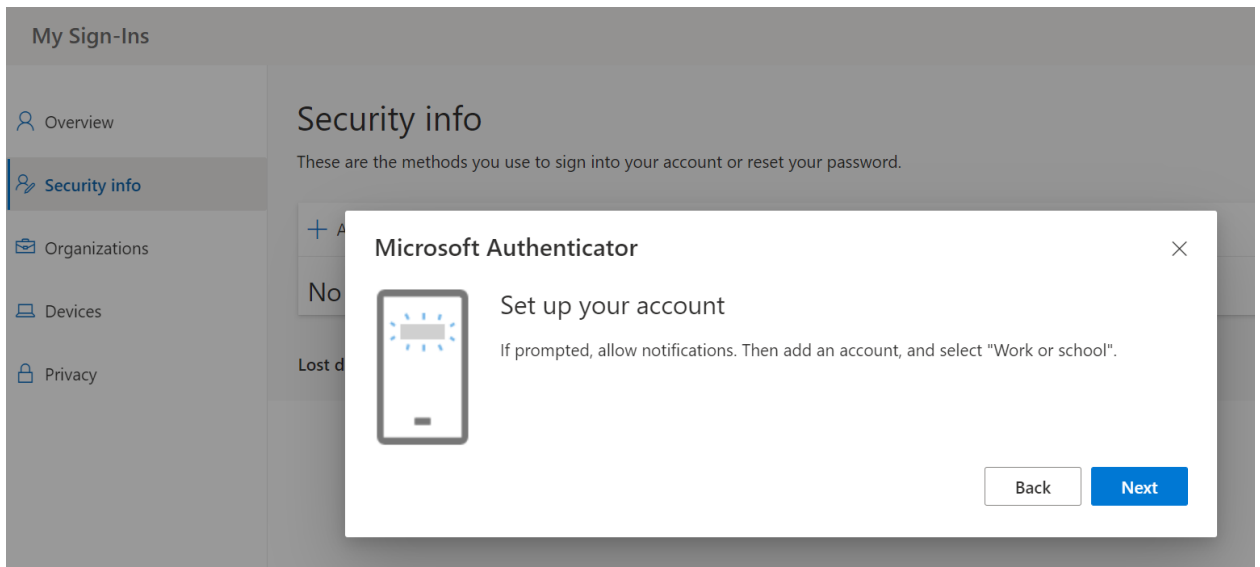 My Sign-Ins
Overview
Security info
Organizations
Devices
Privacy
Security info
These are the methods you use to sign into your account or reset your password.
No
Lost d
Microsoft Authenticator
Set up your account
If prompted, allow notifications. Then add an account, and select "Work or school".
Back
Next